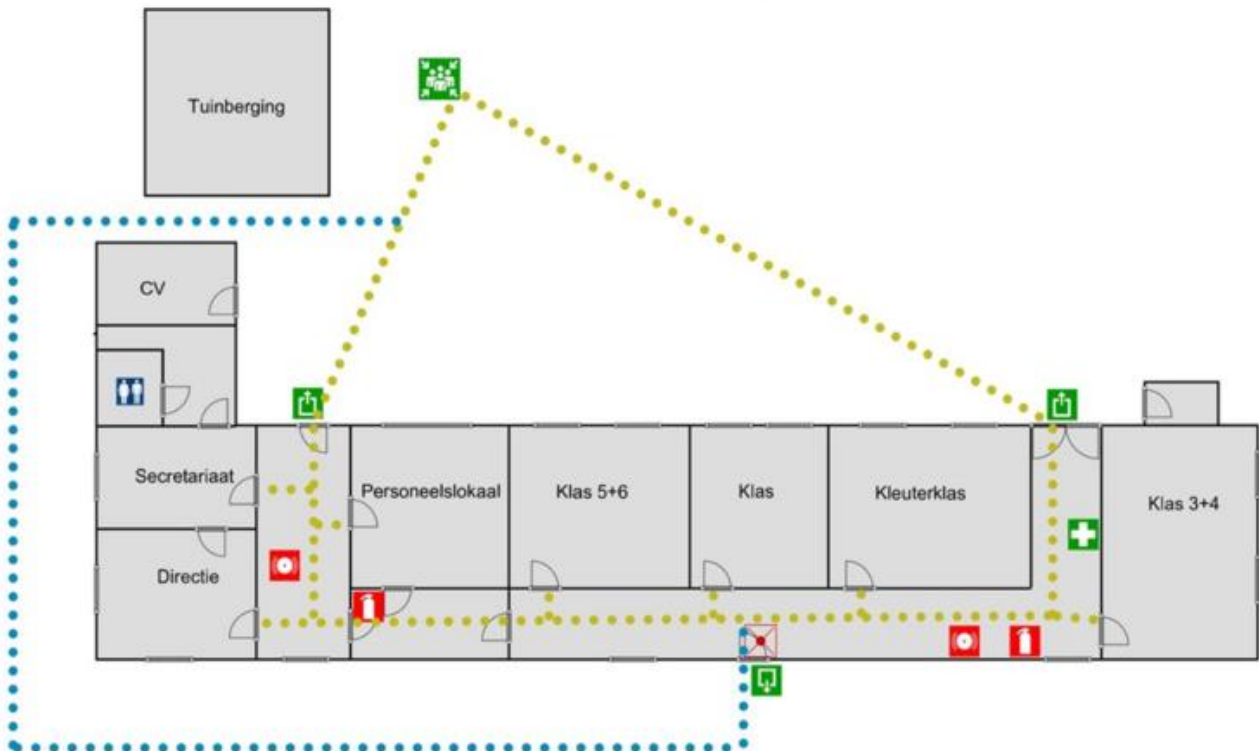 Tuinberging
CV
Secretariaat
Personeelslokaal
Klas 5+6
Klas
Kleuterklas
Klas 3+4
Directie